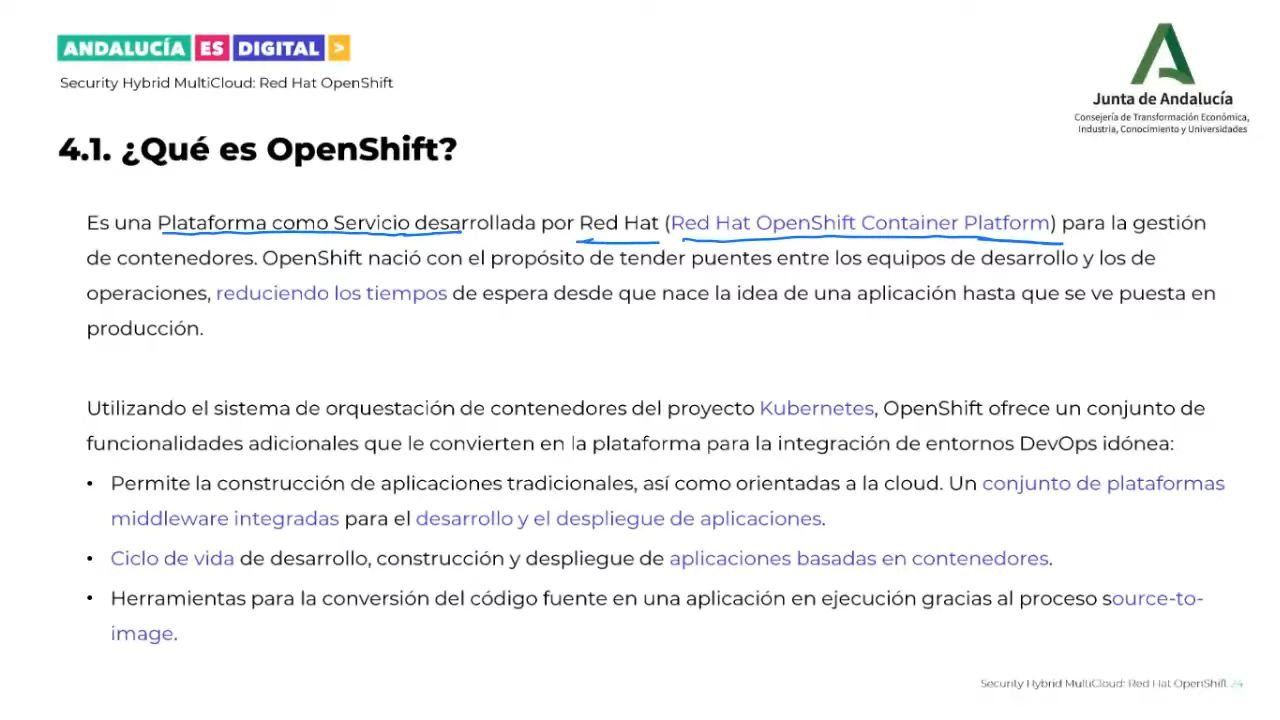 ANDALUCÍA ES DIGITAL >
Security Hybrid MultiCloud: Red Hat OpenShift
Junta de Andalucía
Consejería de Transformación Económica,
Industria, Conocimiento y Universidades
4.1. ¿Qué es OpenShift?
Es una Plataforma como Servicio desarrollada por Red Hat (Red Hat OpenShift Container Platform) para la gestión
de contenedores. OpenShift nació con el propósito de tender puentes entre los equipos de desarrollo y los de
operaciones, reduciendo los tiempos de espera desde que nace la idea de una aplicación hasta que se ve puesta en
producción.
Utilizando el sistema de orquestación de contenedores del proyecto Kubernetes, OpenShift ofrece un conjunto de
funcionalidades adicionales que le convierten en la plataforma para la integración de entornos DevOps idónea:
• Permite la construcción de aplicaciones tradicionales, así como orientadas a la cloud. Un conjunto de plataformas
middleware integradas para el desarrollo y el despliegue de aplicaciones.
• Ciclo de vida de desarrollo, construcción y despliegue de aplicaciones basadas en contenedores.
• Herramientas para la conversión del código fuente en una aplicación en ejecución gracias al proceso source-to-
image.
Security Hybrid MultiCloud: Red Hat OpenShift 24